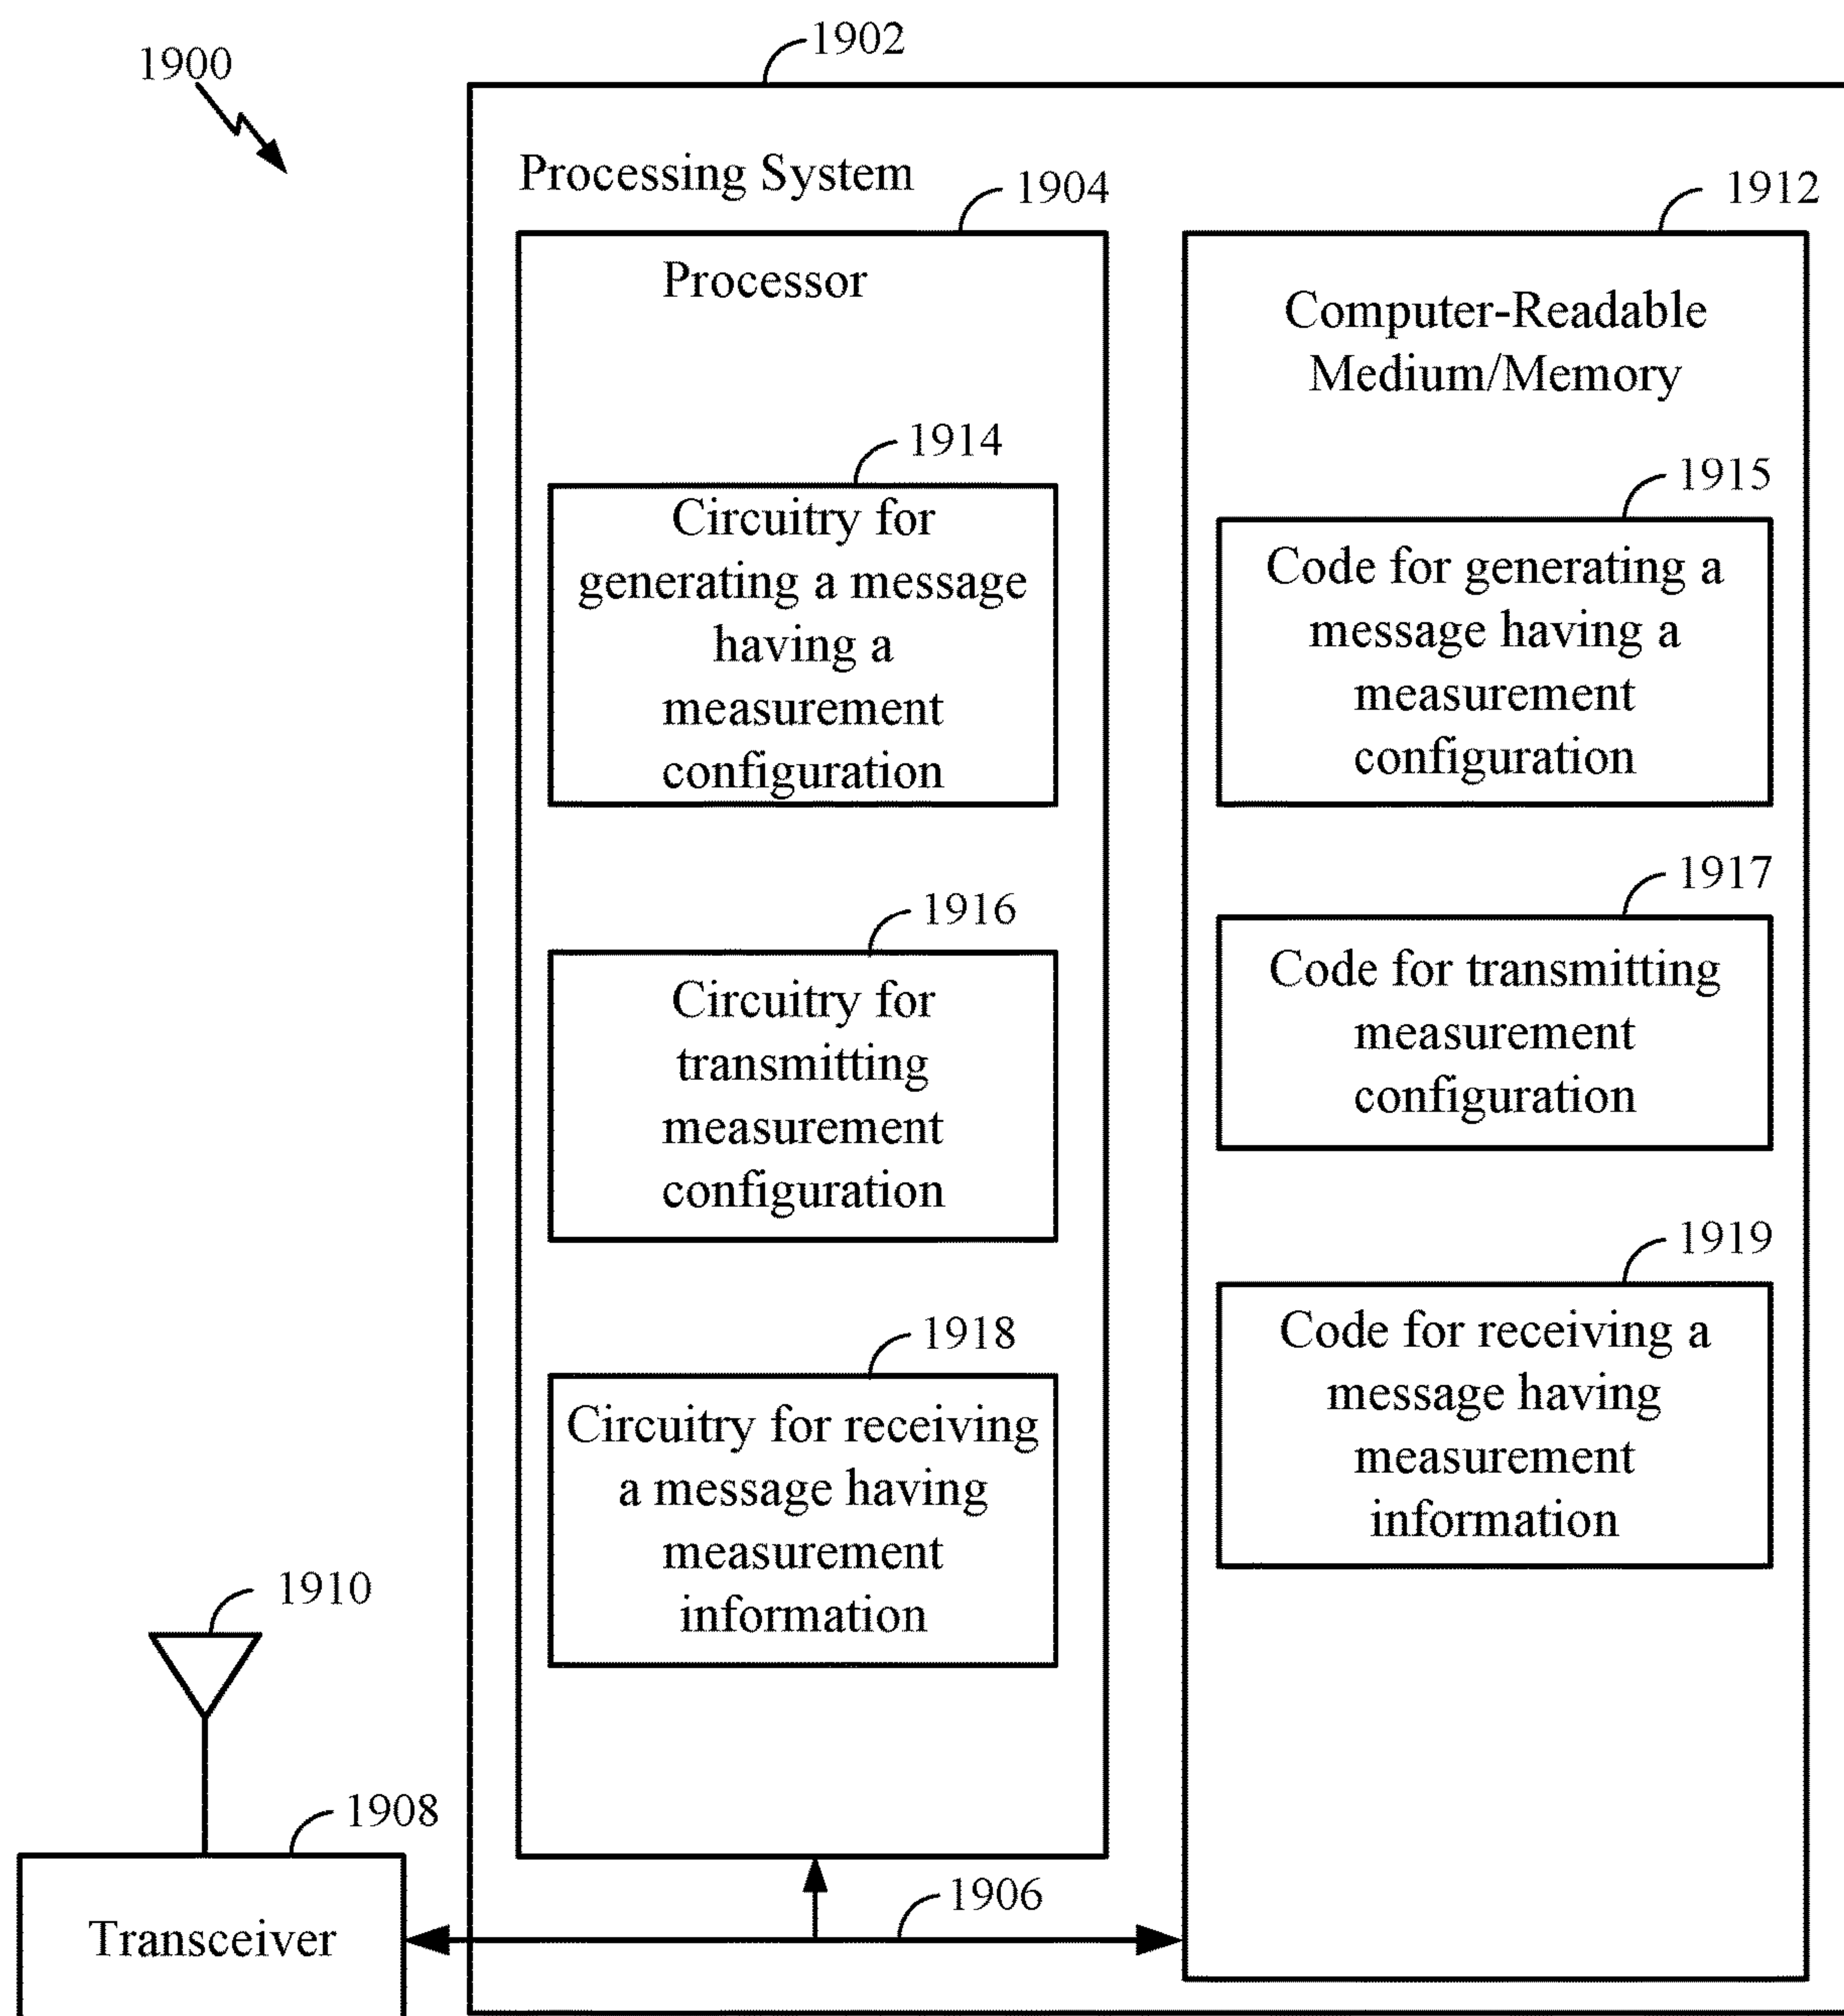 1900
1902
Processing System
1904
Processor
1914
Circuitry for
generating a message
having a
measurement
configuration
1916
Circuitry for
transmitting
measurement
configuration
1918
Circuitry for receiving
a message having
measurement
information
1912
Computer-Readable
Medium/Memory
1915
Code for generating a
message having a
measurement
configuration
1917
Code for transmitting
measurement
configuration
1919
Code for receiving a
message having
measurement
information
1910
1908
Transceiver
1906